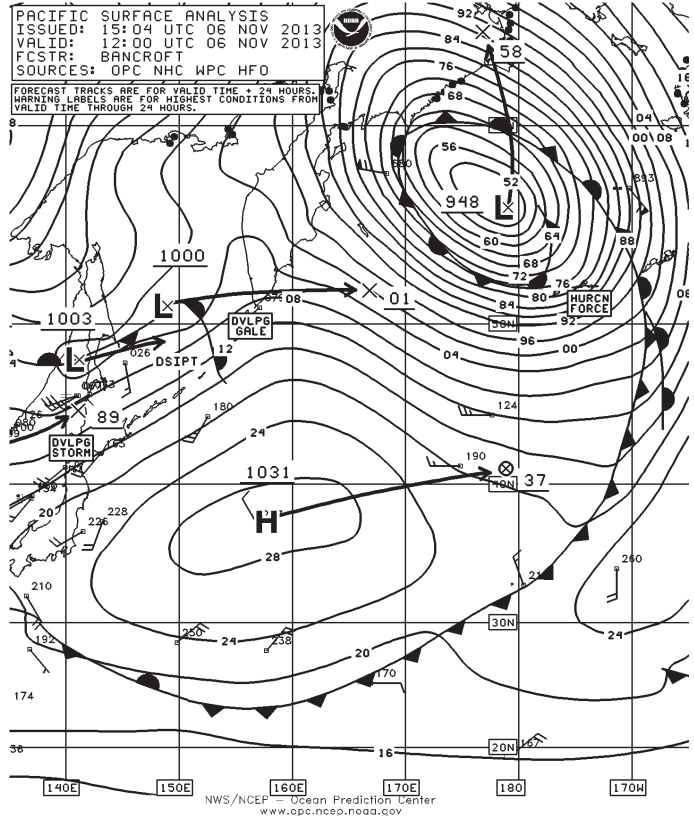 PACIFIC SURFACE ANALYSIS
ISSUED: 15:04 UTC 06 NOV 2013
VALID: 12:00 UTC 06 NOV 2013
FCSTR: BANCROFT
SOURCES: OPC NHC WPC HFO
FORECAST TRACKS ARE FOR VALID TIME + 24 HOURS.
WARNING LABELS ARE FOR HIGHEST CONDITIONS FROM
VALID TIME THROUGH 24 HOURS.
92
58
84
76
68
04
00 08
56
52
893
948
L
64
60
88
68
72
76
80
84
HURCN
FORCE
92
96
00
04
1000
L
08
01
DVLPG
GALE
1003
L
026
DSIPT
12
89
DVLPG
STORM
180
124
24
1031
190
40N
37
20
228
226
H
28
260
210
30N
24
250
238
24
192
20
170
174
20N
167
16
140E
150E
160E
170E
180
170W
NWS/NCEP – Ocean Prediction Center
www.opc.ncep.noaa.gov